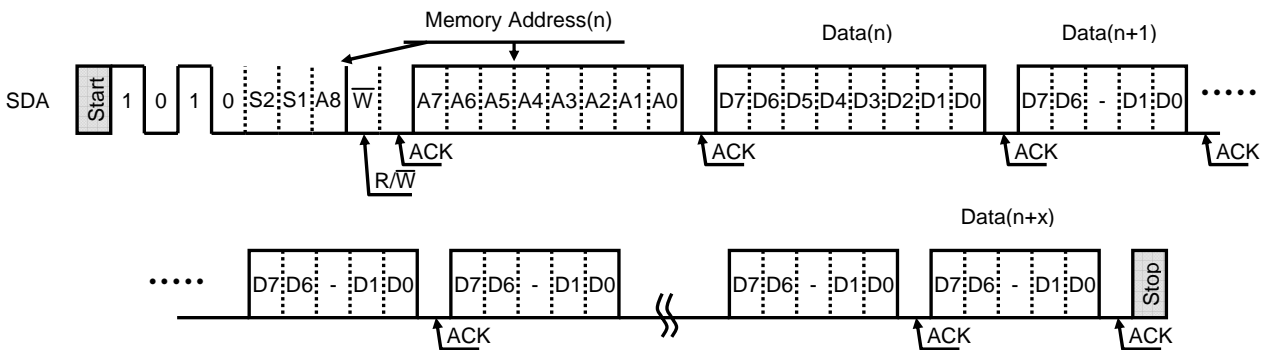 Memory Address(n)
Data(n) Data(n+1)
SDA Start 1 0 1 0 S2 S1 A8 W̅ A7 A6 A5 A4 A3 A2 A1 A0 D7 D6 D5 D4 D3 D2 D1 D0 D7 D6 - D1 D0 •••••
ACK ACK ACK ACK
R/W̅
Data(n+x)
••••• D7 D6 - D1 D0 D7 D6 - D1 D0 D7 D6 - D1 D0 D7 D6 - D1 D0 Stop
ACK ACK ACK